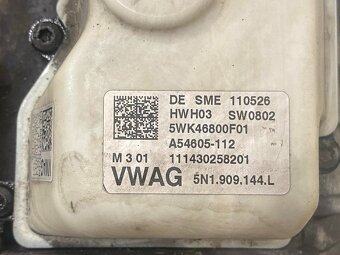 DE SME 110526
HWH03 SW0802
5WK46800F01
A54605-112
M 3 01 111430258201
VWAG 5N1.909.144.L